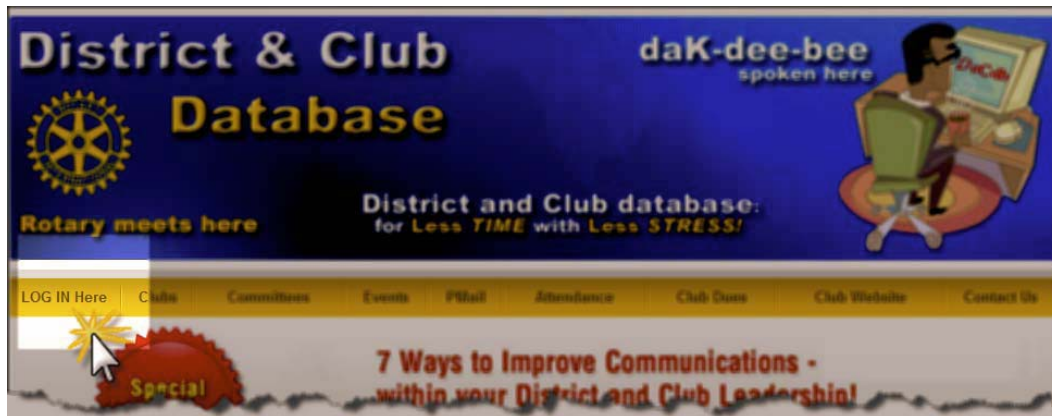 District & Club
Database
daK-dee-bee
spoken here
DaCdb
Rotary meets here
District and Club database:
for Less TIME with Less STRESS!
LOG IN Here Clubs Committees Events PMail Attendance Club Dues Club Website Contact Us
Special
7 Ways to Improve Communications -
within your District and Club Leadership!